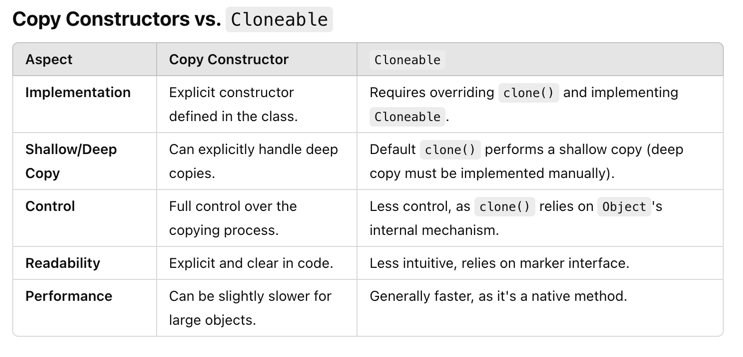 Copy Constructors vs. Cloneable
Aspect Copy Constructor Cloneable
Implementation Explicit constructor Requires overriding clone() and implementing
defined in the class. Cloneable.
Shallow/Deep Can explicitly handle deep Default clone() performs a shallow copy (deep
Copy copies. copy must be implemented manually).
Control Full control over the Less control, as clone() relies on Object's
copying process. internal mechanism.
Readability Explicit and clear in code. Less intuitive, relies on marker interface.
Performance Can be slightly slower for Generally faster, as it's a native method.
large objects.